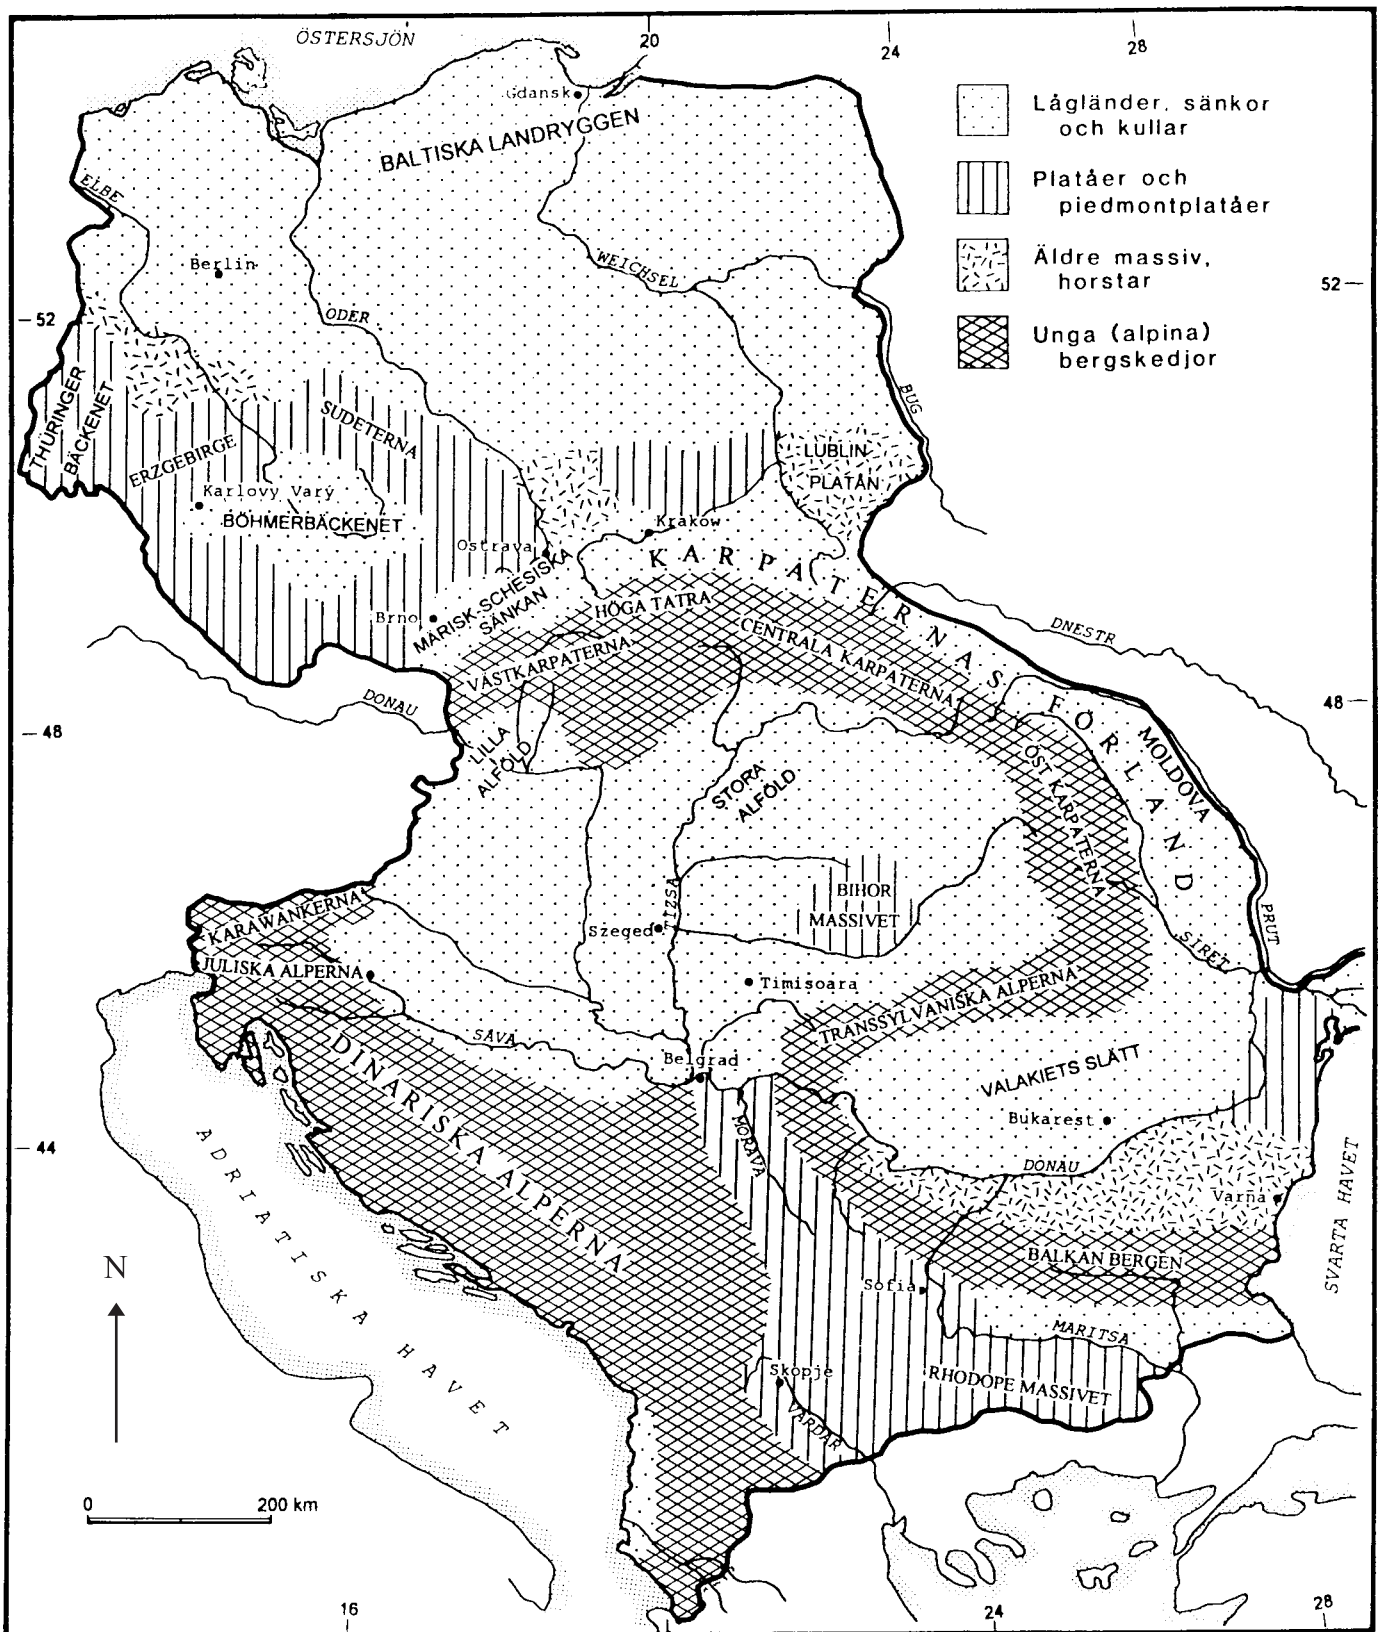 ÖSTERSJÖN
20
24
28
Gdansk
BALTISKA LANDRYGGEN
Lågländer, sänkor
och kullar
Platåer och
piedmontplatåer
Äldre massiv,
horstar
Unga (alpina)
bergskedjor
ELBE
Berlin
WEICHSEL
52
52
ODER
BUG
THÜRINGER
BÄCKENET
ERZGEBIRGE
SUDETERNA
LUBLIN
PLATÅN
Karlovy Vary
BÖHMERBÄCKENET
Krakow
Ostrava
KARPATERNAS FÖRLAND
MÄRISK-SCHESISKA
SÄNKAN
Brno
HÖGA TATRA
CENTRALA KARPATERNA
VÄSTKARPATERNA
DNESTR
DONAU
48
48
LILLA
ALFÖLD
STORA
ALFÖLD
ÖST KARPATERNA
MOLDOVA
BIHOR
MASSIVET
TIZSA
Szeged
KARAWANKERNA
JULISKA ALPERNA
PRUT
SIRET
Timisoara
TRANSSYLVANISKA ALPERNA
SAVA
Belgrad
DINARISKA ALPERNA
VALAKIETS SLÄTT
Bukarest
MORAVA
44
DONAU
Varna
ADRIATISKA HAVET
SVARTA HAVET
BALKAN BERGEN
N
Sofia
MARITSA
Skopje
RHODOPE MASSIVET
VARDAR
0
200 km
16
24
28